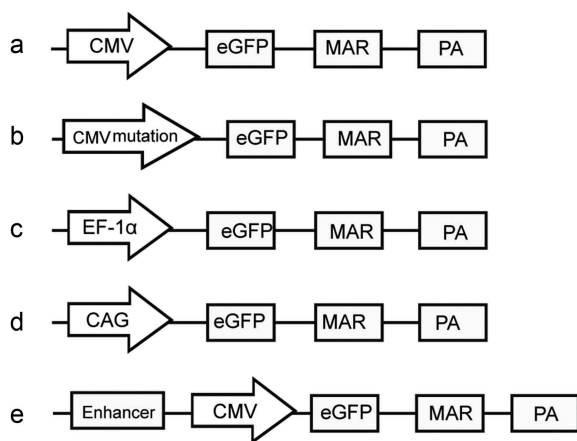 a CMV eGFP MAR PA
b CMV mutation eGFP MAR PA
c EF-1α eGFP MAR PA
d CAG eGFP MAR PA
e Enhancer CMV eGFP MAR PA